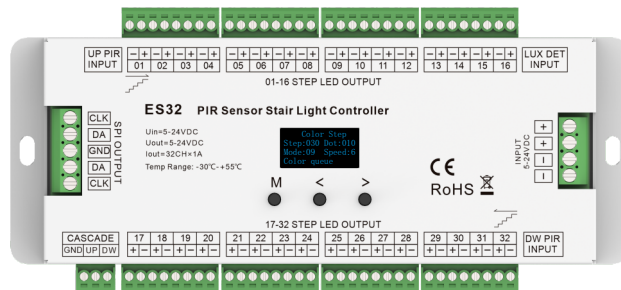 UP PIR INPUT
- + - + - + - + - + - + - + - + - + - + - + - + - + - + - + - +
01 02 03 04 05 06 07 08 09 10 11 12 13 14 15 16
LUX DET INPUT
01-16 STEP LED OUTPUT
ES32 PIR Sensor Stair Light Controller
Uin=5-24VDC
Uout=5-24VDC
Iout=32CH×1A
Temp Range: -30℃-+55℃
Color Step
Step:030 Dot:010
Mode:09 Speed:6
Color queue
M < >
CE
RoHS
SPI OUTPUT
CLK
DA
GND
DA
CLK
INPUT
5-24VDC
+
+
-
-
17-32 STEP LED OUTPUT
CASCADE
GND UP DW
17 18 19 20 21 22 23 24 25 26 27 28 29 30 31 32
+ - + - + - + - + - + - + - + - + - + - + - + - + - + - + - + -
DW PIR INPUT